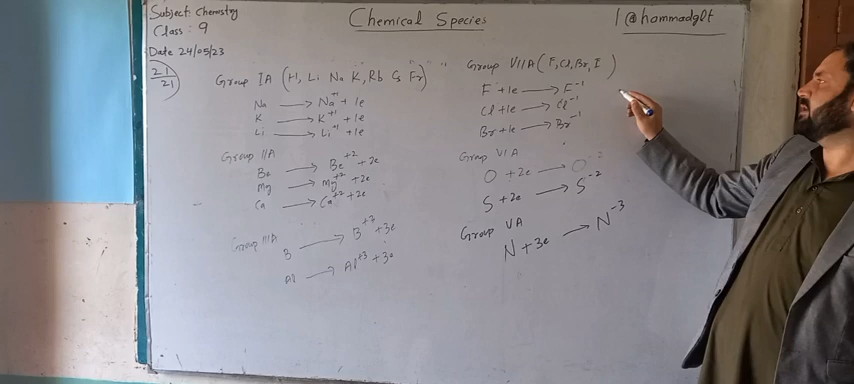 Subject: Chemistry
Class: 9
Date 24/05/23
21/21
Chemical Species
1@hammadglt
Group IA (H, Li Na K, Rb Cs Fr)
Na → Na+1 + 1e
K → K+1 + 1e
Li → Li+1 + 1e
Group IIA
Be → Be+2 + 2e
Mg → Mg+2 + 2e
Ca → Ca+2 + 2e
Group IIIA
B → B+3 + 3e
Al → Al+3 + 3e
Group VIIA (F, Cl, Br, I)
F + 1e → F-1
Cl + 1e → Cl-1
Br + 1e → Br-1
Group VIA
O + 2e → O-2
S + 2e → S-2
Group VA
N + 3e → N-3